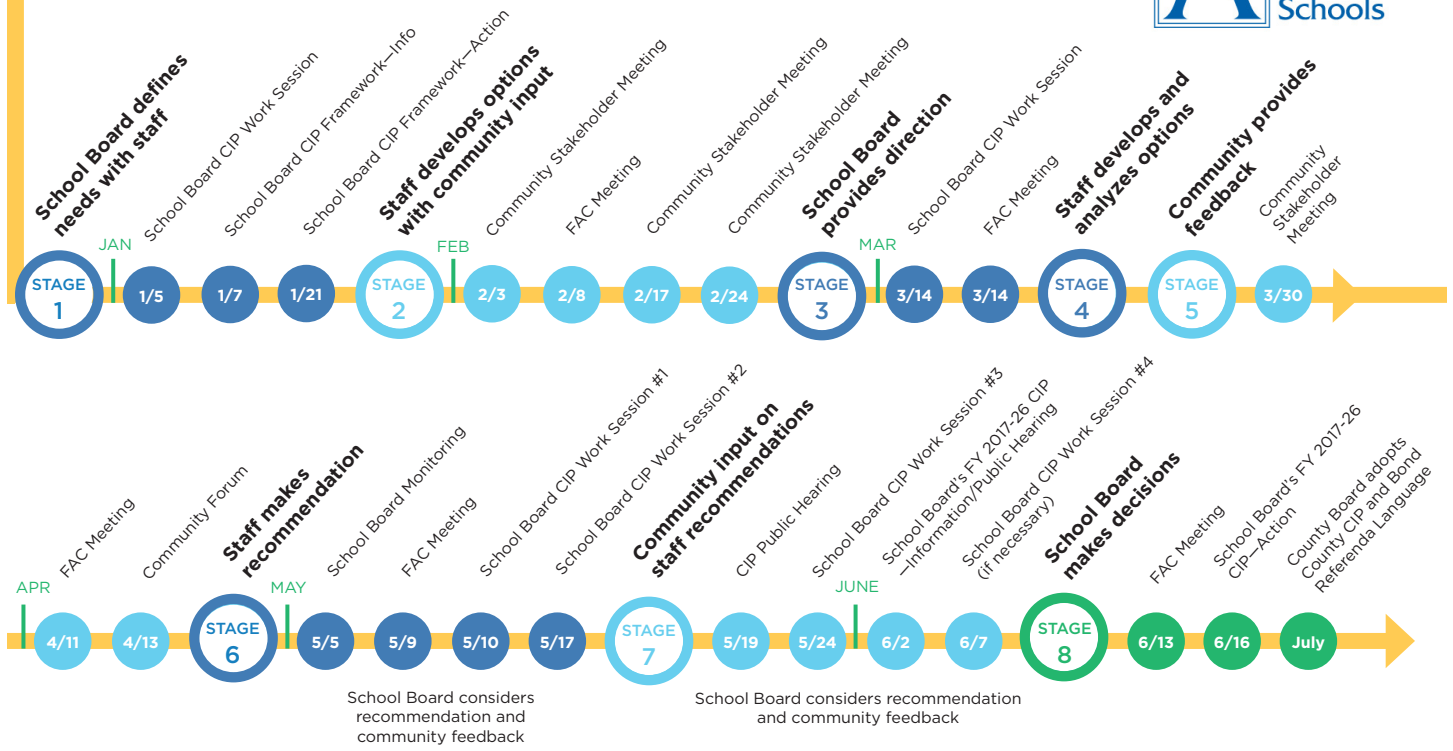 Schools
School Board defines
needs with staff
School Board CIP Work Session
School Board CIP Framework—Info
School Board CIP Framework—Action
Staff develops options
with community input
Community Stakeholder Meeting
FAC Meeting
Community Stakeholder Meeting
Community Stakeholder Meeting
School Board
provides direction
School Board CIP Work Session
FAC Meeting
Staff develops and
analyzes options
Community provides
feedback
Community
Stakeholder
Meeting
JAN
FEB
MAR
STAGE
1
1/5
1/7
1/21
STAGE
2
2/3
2/8
2/17
2/24
STAGE
3
3/14
3/14
STAGE
4
STAGE
5
3/30
FAC Meeting
Community Forum
Staff makes
recommendation
School Board Monitoring
FAC Meeting
School Board CIP Work Session #1
School Board CIP Work Session #2
Community input on
staff recommendations
CIP Public Hearing
School Board CIP Work Session #3
School Board's FY 2017-26 CIP
—Information/Public Hearing
School Board CIP Work Session #4
(if necessary)
School Board
makes decisions
FAC Meeting
School Board's FY 2017-26
CIP—Action
County Board adopts
County CIP and Bond
Referenda Language
APR
MAY
JUNE
4/11
4/13
STAGE
6
5/5
5/9
5/10
5/17
STAGE
7
5/19
5/24
6/2
6/7
STAGE
8
6/13
6/16
July
School Board considers
recommendation and
community feedback
School Board considers recommendation
and community feedback